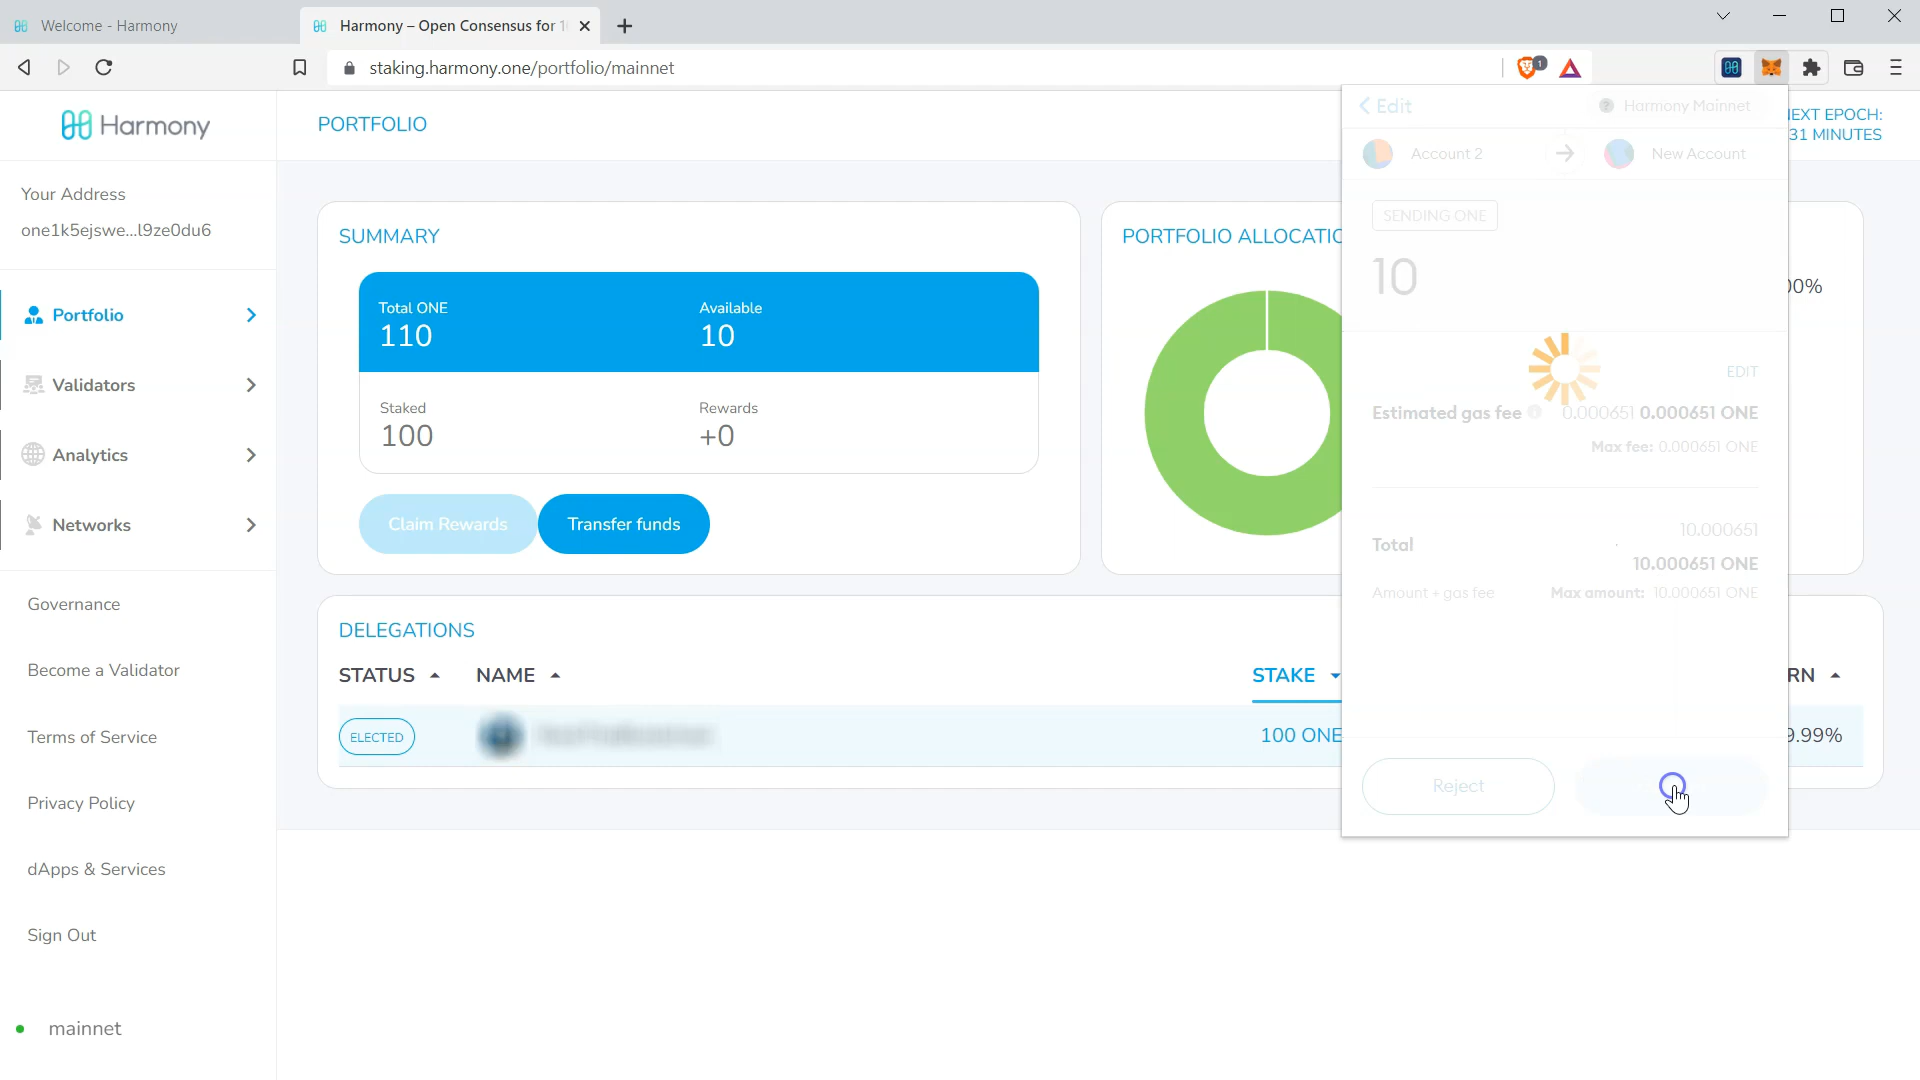 Welcome - Harmony
Harmony – Open Consensus for 1
staking.harmony.one/portfolio/mainnet
1
Harmony
PORTFOLIO
EXT EPOCH:
31 MINUTES
Your Address
one1k5ejswe...l9ze0du6
Portfolio
Validators
Analytics
Networks
Governance
Become a Validator
Terms of Service
Privacy Policy
dApps & Services
Sign Out
mainnet
SUMMARY
Total ONE
110
Available
10
Staked
100
Rewards
+0
Claim Rewards
Transfer funds
PORTFOLIO ALLOCATIO
00%
DELEGATIONS
STATUS
NAME
STAKE
RN
ELECTED
100 ONE
9.99%
Edit
Harmony Mainnet
Account 2
New Account
SENDING ONE
10
EDIT
Estimated gas fee
0.000651 0.000651 ONE
Max fee: 0.000651 ONE
10.000651
Total
10.000651 ONE
Amount + gas fee
Max amount: 10.000651 ONE
Reject